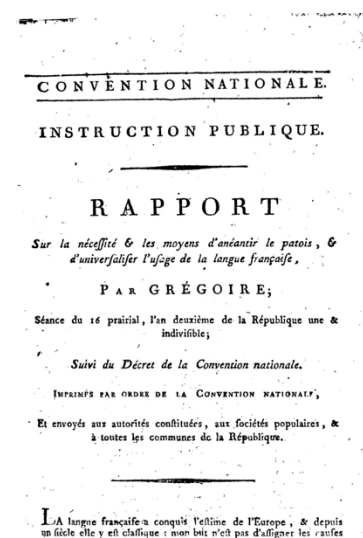 CONVENTION NATIONALE.
INSTRUCTION PUBLIQUE.
RAPPORT
Sur la néceſſité & les moyens d'anéantir le patois, &
d'univerſaliſer l'uſage de la langue françaiſe,
PAR GRÉGOIRE;
Séance du 16 prairial, l'an deuxième de la République une &
indiviſible;
Suivi du Décret de la Convention nationale.
IMPRIMÉS PAR ORDRE DE LA CONVENTION NATIONALE,
Et envoyés aux autorités conſtituées, aux ſociétés populaires, &
à toutes les communes de la République.
LA langue françaiſe a conquis l'eſtime de l'Europe, & depuis
un ſiècle elle y eſt claſſique : mon but n'eſt pas d'aſſigner les cauſes